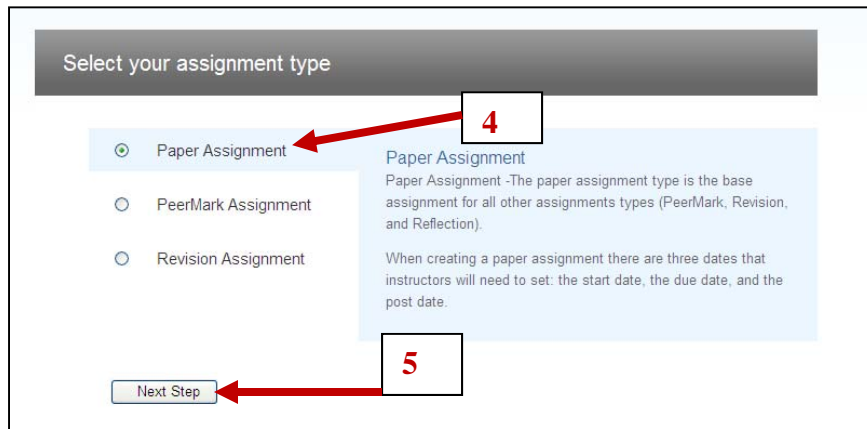 Select your assignment type
4
Paper Assignment
Paper Assignment
Paper Assignment -The paper assignment type is the base
assignment for all other assignments types (PeerMark, Revision,
and Reflection).
PeerMark Assignment
Revision Assignment
When creating a paper assignment there are three dates that
instructors will need to set: the start date, the due date, and the
post date.
5
Next Step